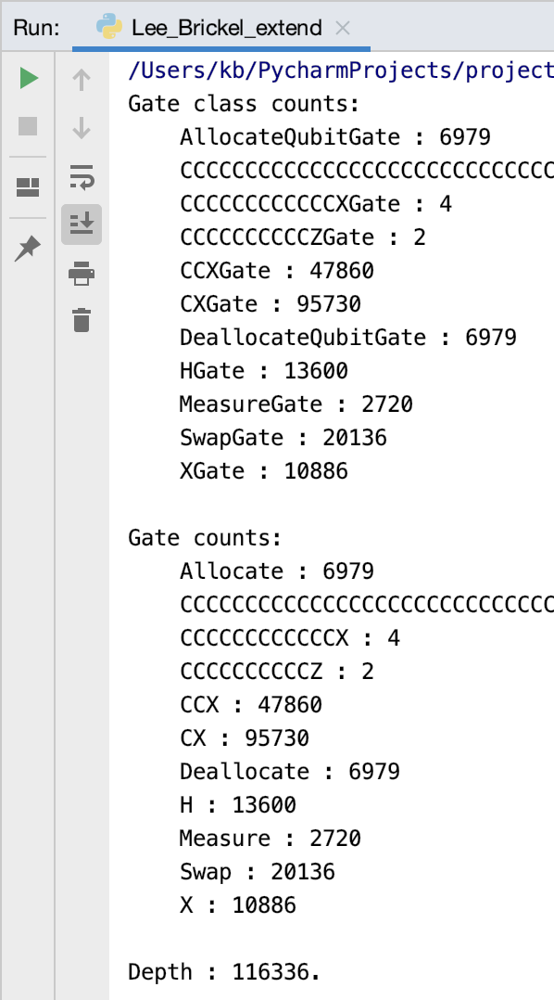 Run: Lee_Brickel_extend
/Users/kb/PycharmProjects/project
Gate class counts:
AllocateQubitGate : 6979
CCCCCCCCCCCCCCCCCCCCCCCCCCCCC
CCCCCCCCCCCCXGate : 4
CCCCCCCCCCZGate : 2
CCXGate : 47860
CXGate : 95730
DeallocateQubitGate : 6979
HGate : 13600
MeasureGate : 2720
SwapGate : 20136
XGate : 10886
Gate counts:
Allocate : 6979
CCCCCCCCCCCCCCCCCCCCCCCCCCCCC
CCCCCCCCCCCCX : 4
CCCCCCCCCCZ : 2
CCX : 47860
CX : 95730
Deallocate : 6979
H : 13600
Measure : 2720
Swap : 20136
X : 10886
Depth : 116336.